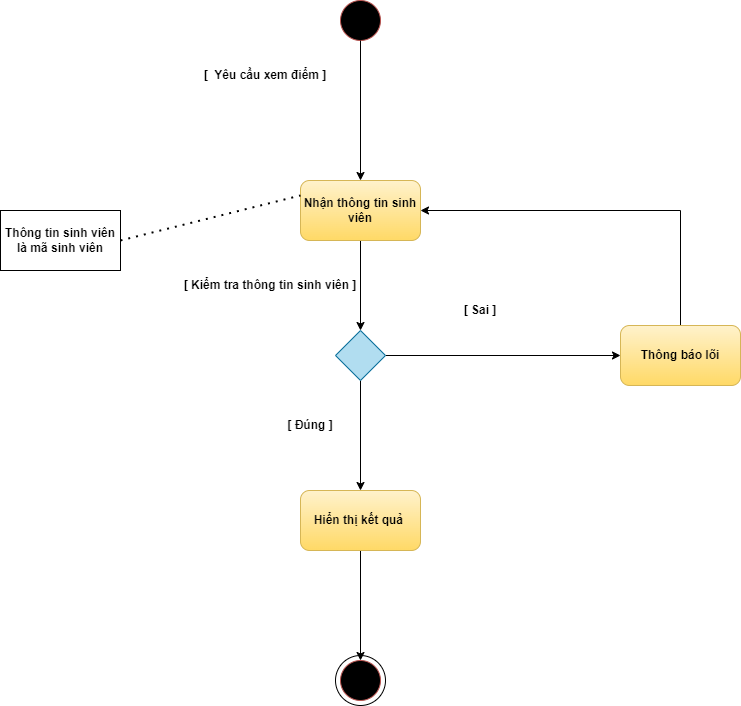 [ Yêu cầu xem điểm ]
Nhận thông tin sinh
viên
Thông tin sinh viên
là mã sinh viên
[ Kiểm tra thông tin sinh viên ]
[ Sai ]
Thông báo lõi
[ Đúng ]
Hiển thị kết quả